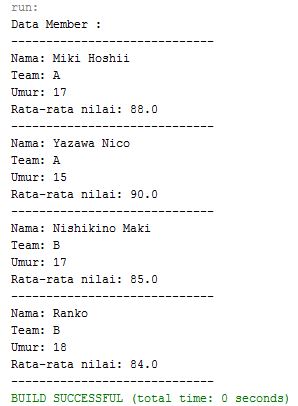 run:
Data Member :
-----------------------------
Nama: Miki Hoshii
Team: A
Umur: 17
Rata-rata nilai: 88.0
-----------------------------
Nama: Yazawa Nico
Team: A
Umur: 15
Rata-rata nilai: 90.0
-----------------------------
Nama: Nishikino Maki
Team: B
Umur: 17
Rata-rata nilai: 85.0
-----------------------------
Nama: Ranko
Team: B
Umur: 18
Rata-rata nilai: 84.0
-----------------------------
BUILD SUCCESSFUL (total time: 0 seconds)